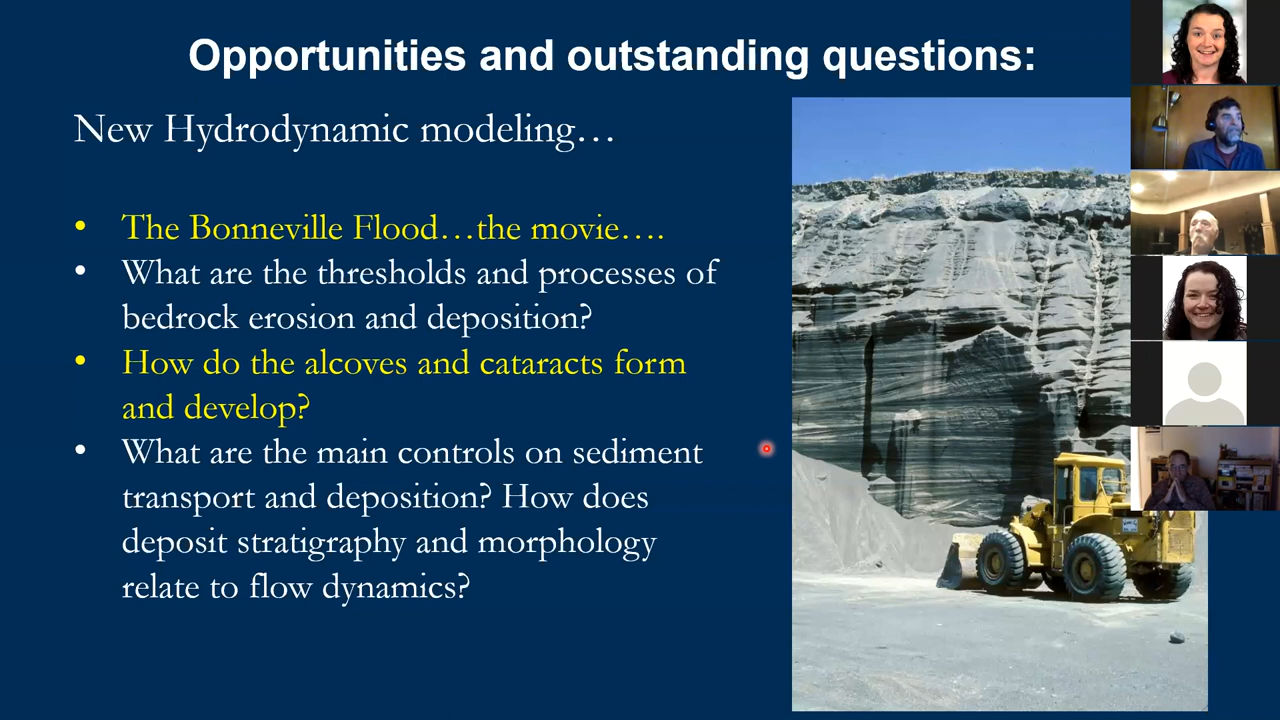 Opportunities and outstanding questions:
New Hydrodynamic modeling…
• The Bonneville Flood…the movie….
• What are the thresholds and processes of
bedrock erosion and deposition?
• How do the alcoves and cataracts form
and develop?
• What are the main controls on sediment
transport and deposition? How does
deposit stratigraphy and morphology
relate to flow dynamics?